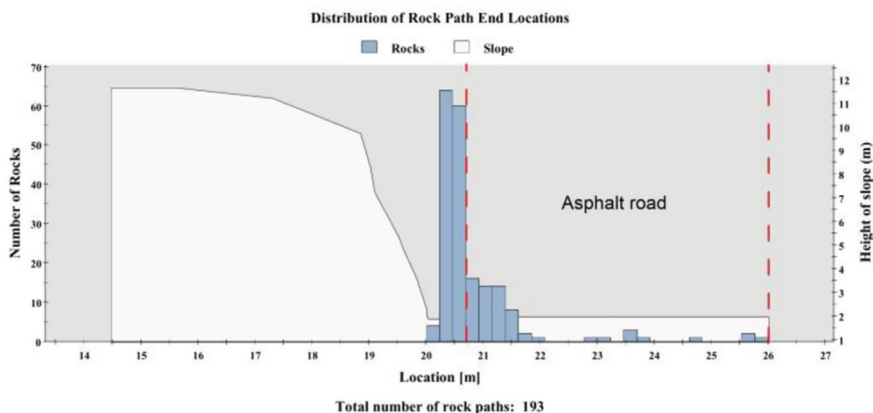 Distribution of Rock Path End Locations
Rocks Slope
Number of Rocks
70
60
50
40
30
20
10
0
Asphalt road
Height of slope (m)
12
11
10
9
8
7
6
5
4
3
2
1
14 15 16 17 18 19 20 21 22 23 24 25 26 27
Location [m]
Total number of rock paths: 193